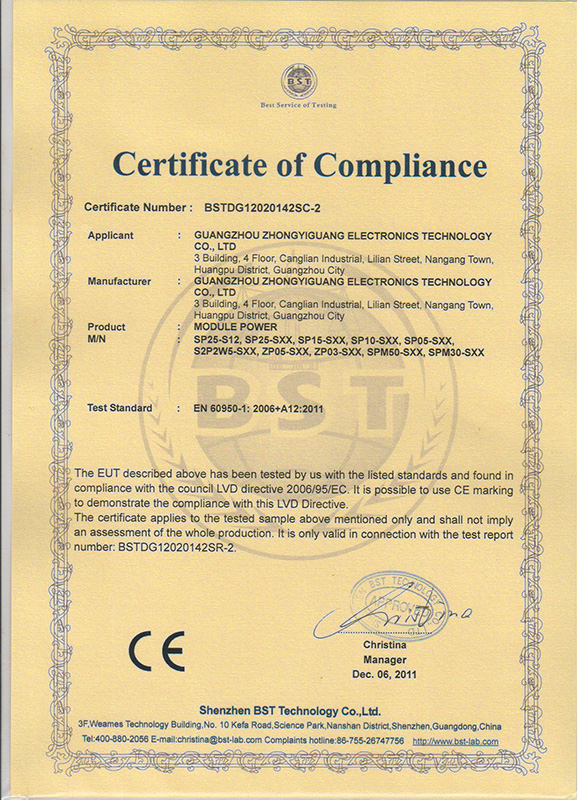 BST
Best Service of Testing
Certificate of Compliance
Certificate Number : BSTDG12020142SC-2
Applicant : GUANGZHOU ZHONGYIGUANG ELECTRONICS TECHNOLOGY
CO., LTD
3 Building, 4 Floor, Canglian Industrial, Lilian Street, Nangang Town,
Huangpu District, Guangzhou City
Manufacturer : GUANGZHOU ZHONGYIGUANG ELECTRONICS TECHNOLOGY
CO., LTD
3 Building, 4 Floor, Canglian Industrial, Lilian Street, Nangang Town,
Huangpu District, Guangzhou City
Product : MODULE POWER
M/N : SP25-S12, SP25-SXX, SP15-SXX, SP10-SXX, SP05-SXX,
S2P2W5-SXX, ZP05-SXX, ZP03-SXX, SPM50-SXX, SPM30-SXX
BST
Test Standard : EN 60950-1: 2006+A12:2011
The EUT described above has been tested by us with the listed standards and found in
compliance with the council LVD directive 2006/95/EC. It is possible to use CE marking
to demonstrate the compliance with this LVD Directive.
The certificate applies to the tested sample above mentioned only and shall not imply
an assessment of the whole production. It is only valid in connection with the test report
number: BSTDG12020142SR-2.
BST TECHNOLOGY
APPROVED
CE
Christina
Manager
Dec. 06, 2011
Shenzhen BST Technology Co.,Ltd.
3F,Weames Technology Building,No. 10 Kefa Road,Science Park,Nanshan District,Shenzhen,Guangdong,China
Tel:400-880-2056 E-mail:christina@bst-lab.com Complaints hotline:86-755-26747756 http://www.bst-lab.com